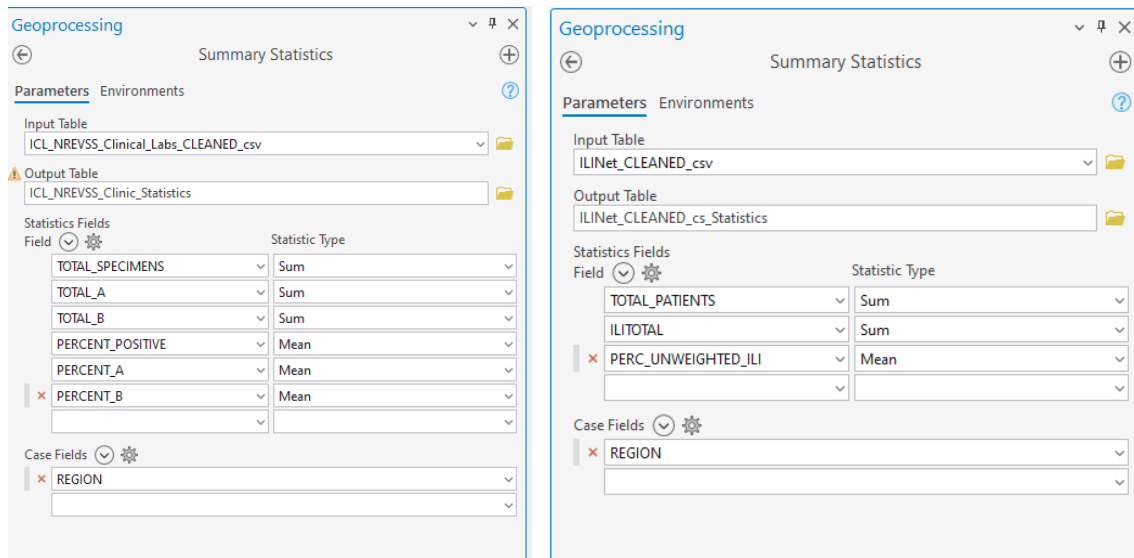 Geoprocessing
Summary Statistics
Parameters Environments
Input Table
ICL_NREVSS_Clinical_Labs_CLEANED_csv
Output Table
ICL_NREVSS_Clinic_Statistics
Statistics Fields
Field Statistic Type
TOTAL_SPECIMENS Sum
TOTAL_A Sum
TOTAL_B Sum
PERCENT_POSITIVE Mean
PERCENT_A Mean
PERCENT_B Mean
Case Fields
REGION
Geoprocessing
Summary Statistics
Parameters Environments
Input Table
ILINet_CLEANED_csv
Output Table
ILINet_CLEANED_cs_Statistics
Statistics Fields
Field Statistic Type
TOTAL_PATIENTS Sum
ILITOTAL Sum
PERC_UNWEIGHTED_ILI Mean
Case Fields
REGION